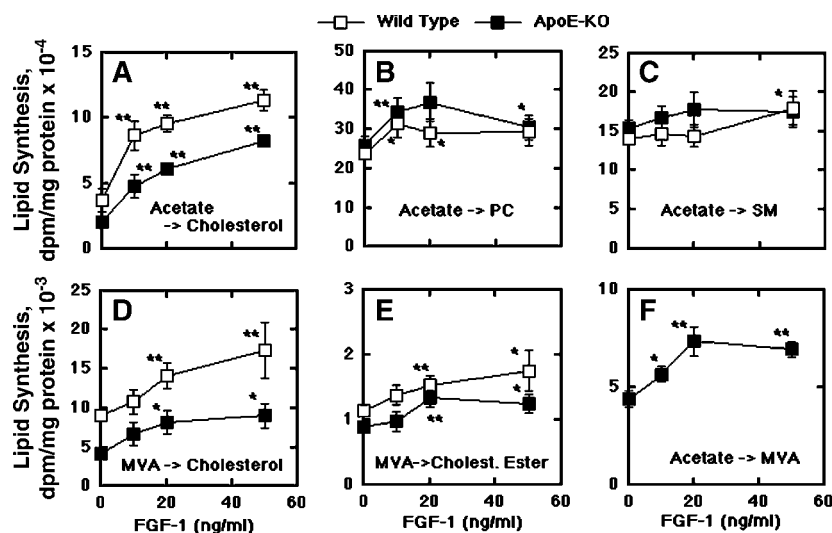 Wild Type ApoE-KO
Lipid Synthesis,
dpm/mg protein x 10-4
A
15
10
5
0
**
**
**
**
**
**
Acetate
-> Cholesterol
B
50
40
30
20
10
0
**
*
*
*
Acetate -> PC
C
25
20
15
10
5
0
*
Acetate -> SM
Lipid Synthesis,
dpm/mg protein x 10-3
D
25
20
15
10
5
0
**
**
*
*
MVA -> Cholesterol
0 20 40 60
FGF-1 (ng/ml)
E
3
2
1
0
**
*
*
**
MVA->Cholest. Ester
0 20 40 60
FGF-1 (ng/ml)
F
10
5
0
*
**
**
Acetate -> MVA
0 20 40 60
FGF-1 (ng/ml)